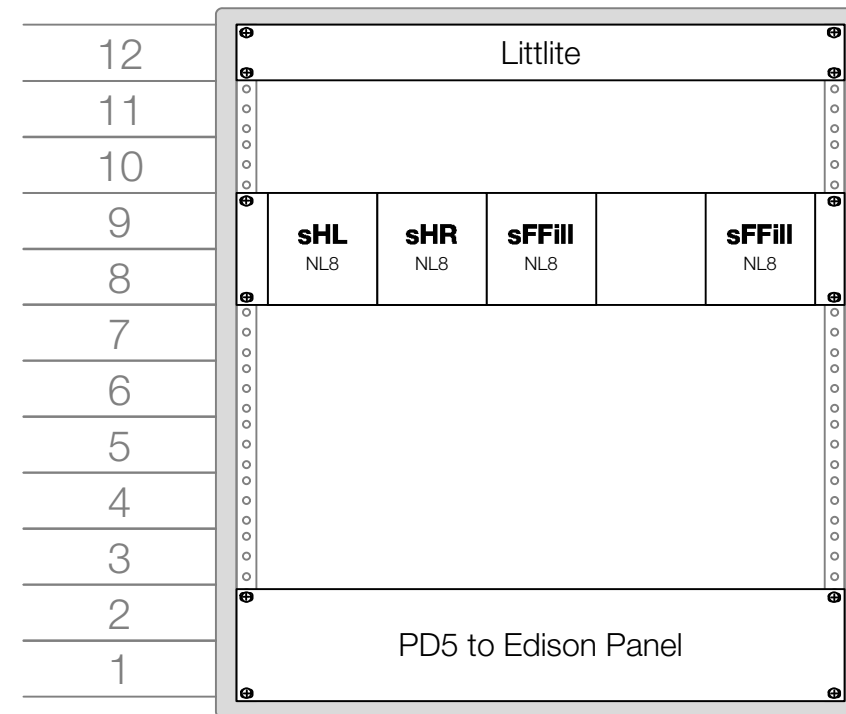 12
Littlite
11
10
9
sHL
sHR
sFFill
sFFill
NL8
NL8
NL8
NL8
8
7
6
5
4
3
2
PD5 to Edison Panel
1